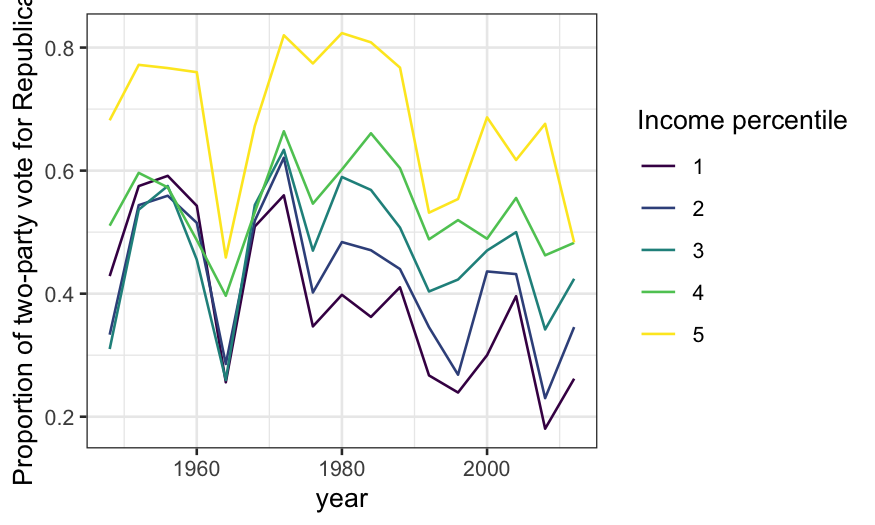 Proportion of two-party vote for Republica
0.8
0.6
0.4
0.2
1960 1980 2000
year
Income percentile
1
2
3
4
5